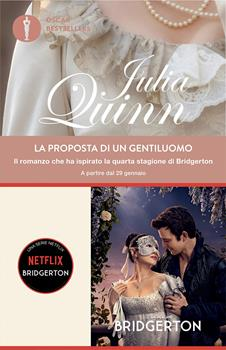 OSCAR
BESTSELLERS
Julia
Quinn
LA PROPOSTA DI UN GENTILUOMO
Il romanzo che ha ispirato la quarta stagione di Bridgerton
A partire dal 29 gennaio
UNA SERIE NETFLIX
NETFLIX
BRIDGERTON
BRIDGERTON